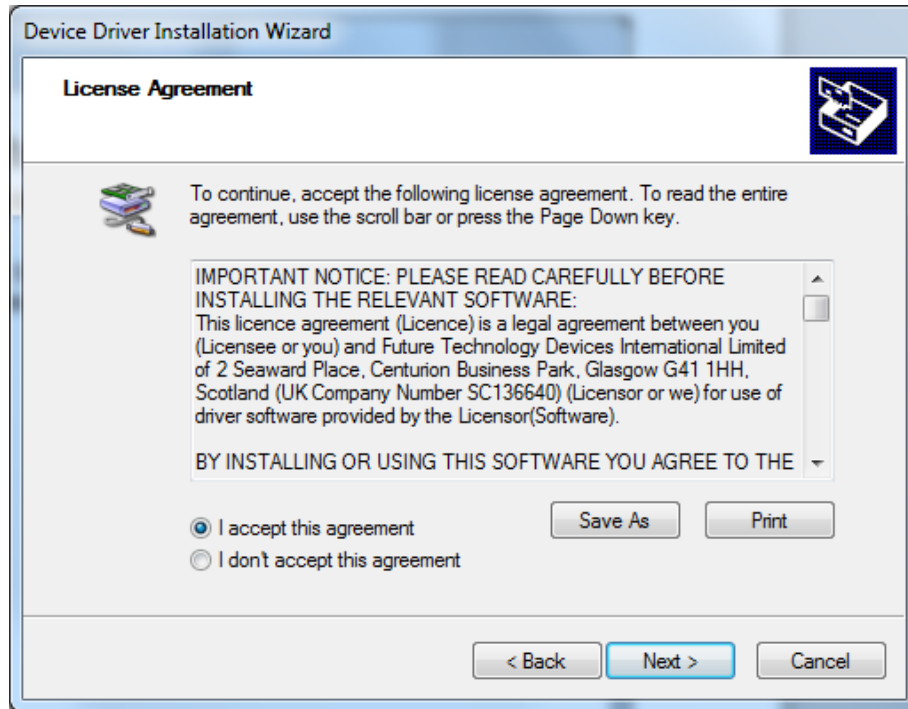 Device Driver Installation Wizard
License Agreement
To continue, accept the following license agreement. To read the entire
agreement, use the scroll bar or press the Page Down key.
IMPORTANT NOTICE: PLEASE READ CAREFULLY BEFORE
INSTALLING THE RELEVANT SOFTWARE:
This licence agreement (Licence) is a legal agreement between you
(Licensee or you) and Future Technology Devices International Limited
of 2 Seaward Place, Centurion Business Park, Glasgow G41 1HH,
Scotland (UK Company Number SC136640) (Licensor or we) for use of
driver software provided by the Licensor(Software).
BY INSTALLING OR USING THIS SOFTWARE YOU AGREE TO THE
I accept this agreement
Save As
Print
I don't accept this agreement
< Back
Next >
Cancel